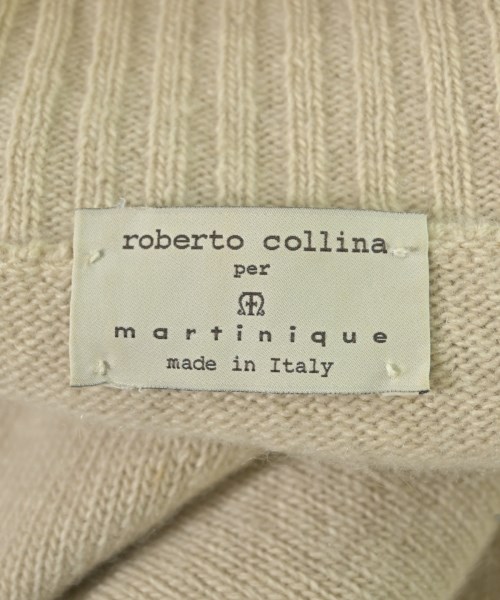 roberto collina
per
martinique
made in Italy